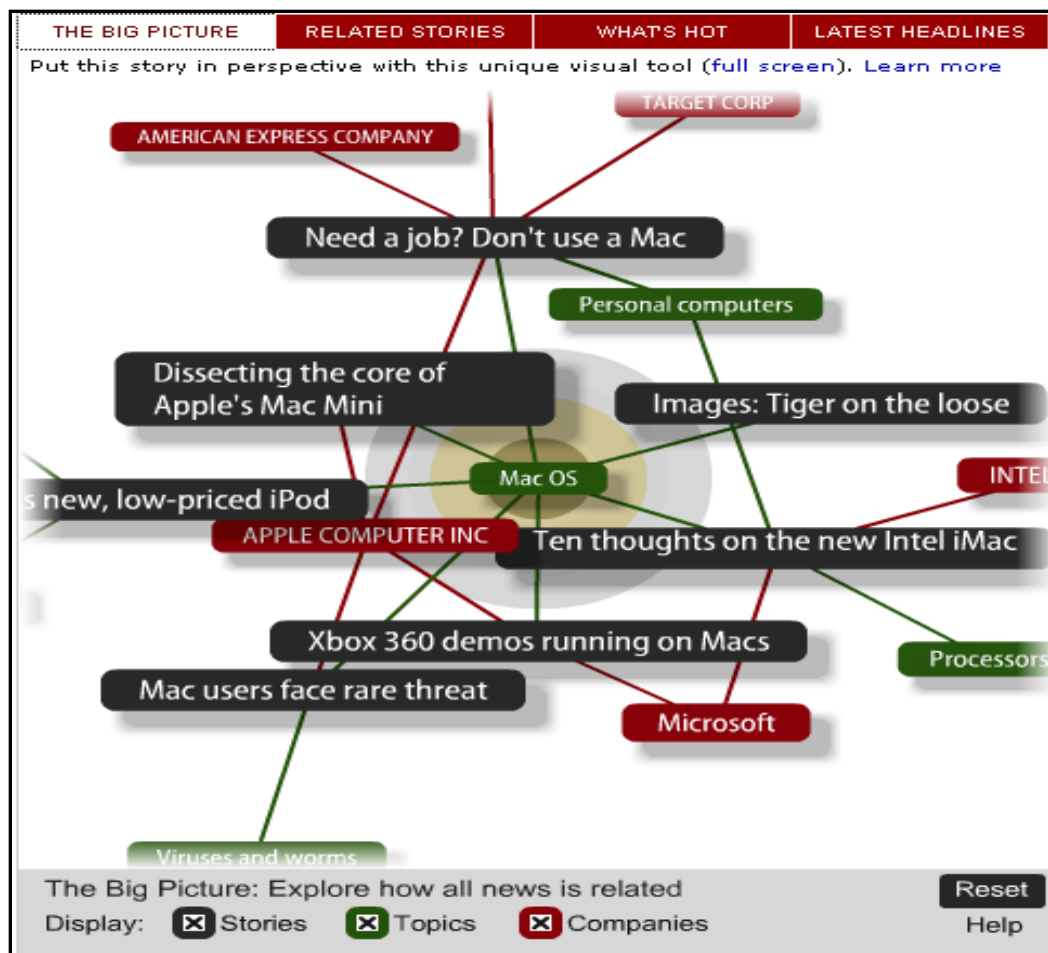 THE BIG PICTURE RELATED STORIES WHAT'S HOT LATEST HEADLINES
Put this story in perspective with this unique visual tool (full screen). Learn more
TARGET CORP
AMERICAN EXPRESS COMPANY
Need a job? Don't use a Mac
Personal computers
Dissecting the core of
Apple's Mac Mini
Images: Tiger on the loose
Mac OS
INTEL
s new, low-priced iPod
APPLE COMPUTER INC
Ten thoughts on the new Intel iMac
Xbox 360 demos running on Macs
Processors
Mac users face rare threat
Microsoft
Viruses and worms
The Big Picture: Explore how all news is related
Reset
Display: Stories Topics Companies
Help